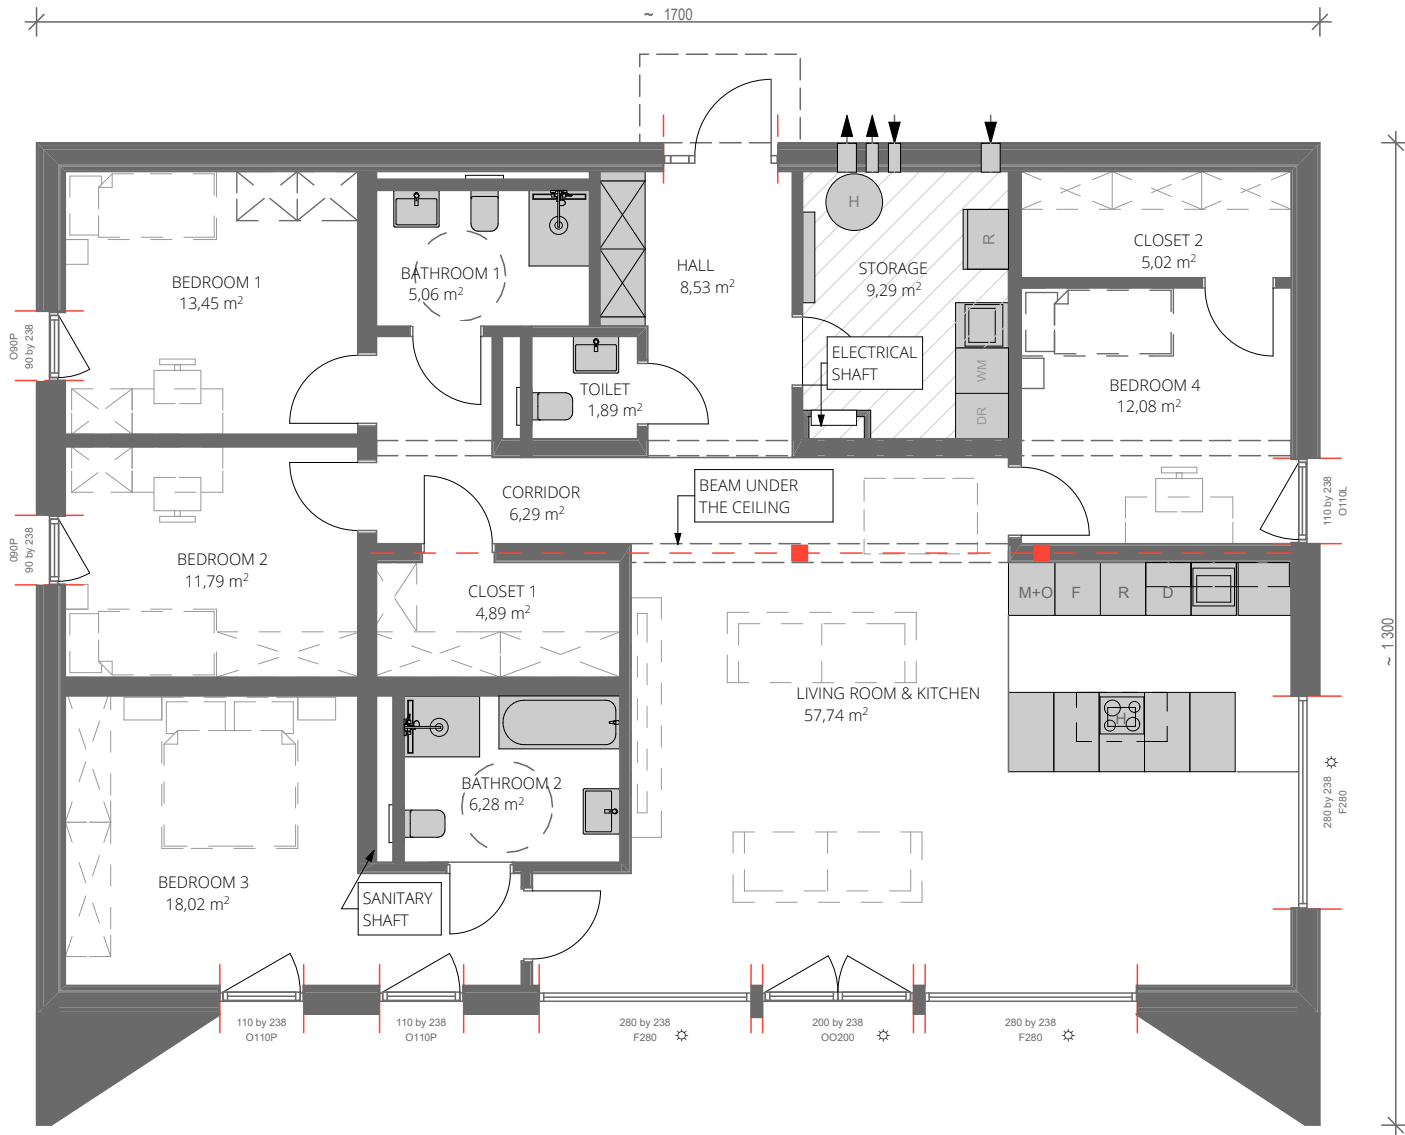 ~ 1700
H
R
HALL
8,53 m²
STORAGE
9,29 m²
CLOSET 2
5,02 m²
BEDROOM 1
13,45 m²
BATHROOM 1
5,06 m²
O90P
90 by 238
ELECTRICAL
SHAFT
WM
DR
TOILET
1,89 m²
BEDROOM 4
12,08 m²
BEAM UNDER
THE CEILING
CORRIDOR
6,29 m²
110 by 238
O110L
O90P
90 by 238
BEDROOM 2
11,79 m²
CLOSET 1
4,89 m²
M+O
F
R
D
~ 1300
LIVING ROOM & KITCHEN
57,74 m²
H
BATHROOM 2
6,28 m²
280 by 238
F280
BEDROOM 3
18,02 m²
SANITARY
SHAFT
110 by 238
O110P
110 by 238
O110P
280 by 238
F280
200 by 238
OO200
280 by 238
F280